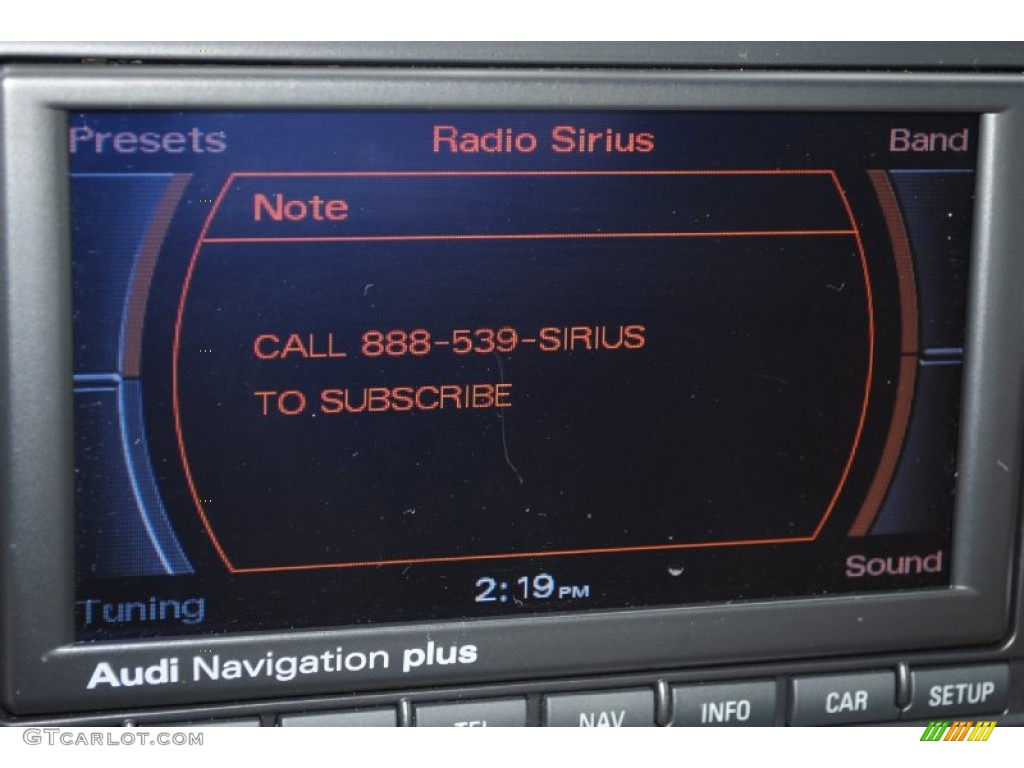 Presets Radio Sirius Band
Note
CALL 888-539-SIRIUS
TO SUBSCRIBE
Sound
2:19 PM
Tuning
Audi Navigation plus
TEL NAV INFO CAR SETUP
GTCARLOT.COM